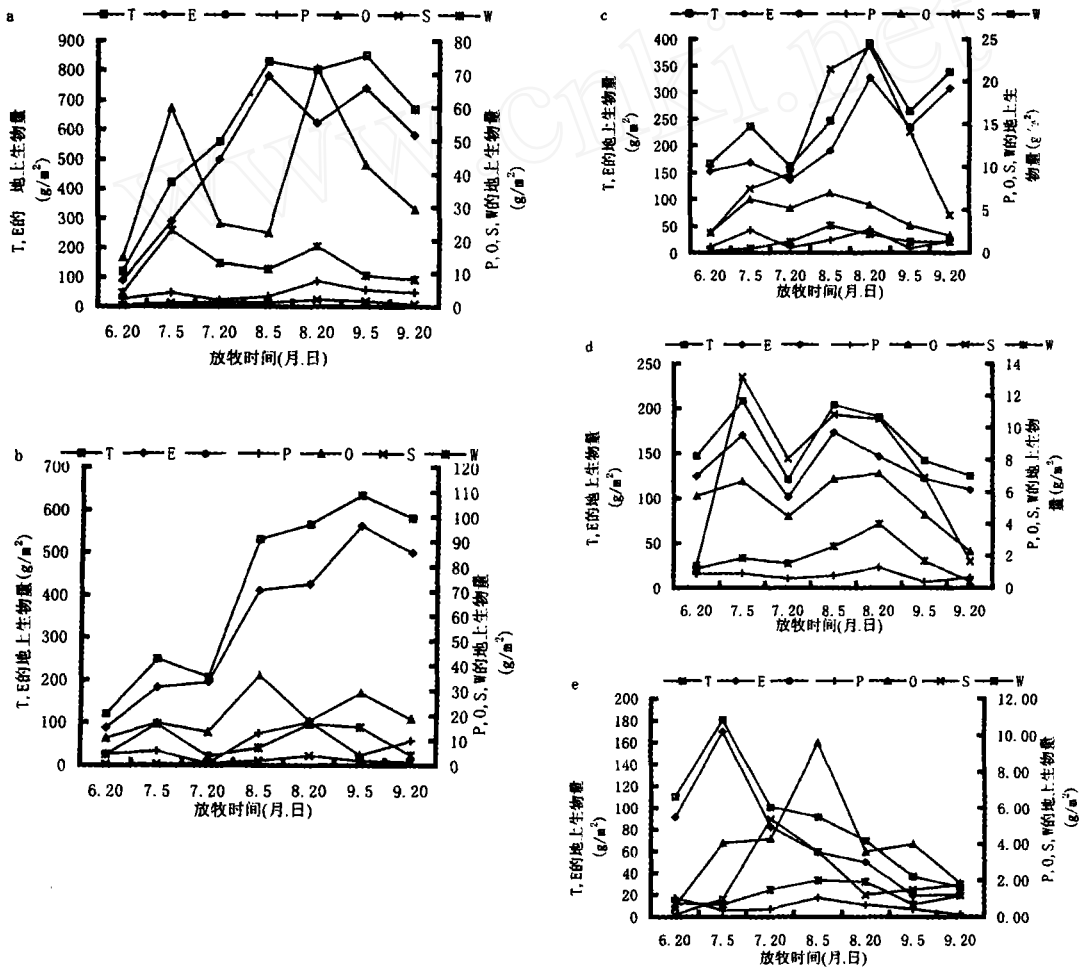 a
T E P O S W
900
800
700
600
500
400
300
200
100
0
80
70
60
50
40
30
20
10
0
T,E的 地上生物量
(g/m²)
P,O,S,W的地上生物量
(g/m²)
6.20 7.5 7.20 8.5 8.20 9.5 9.20
放牧时间(月.日)
b
T E P O S W
700
600
500
400
300
200
100
0
120
110
100
90
80
70
60
50
40
30
20
10
0
T,E的地上生物量(g/m²)
P,O,S,W的地上生物量
(g/m²)
6.20 7.5 7.20 8.5 8.20 9.5 9.20
放牧时间(月.日)
c
T E P O S W
400
350
300
250
200
150
100
50
0
25
20
15
10
5
0
T,E的地上生物量
(g/m²)
P,O,S,W的地上生
物量(g/m²)
6.20 7.5 7.20 8.5 8.20 9.5 9.20
放牧时间(月.日)
d
T E P O S W
250
200
150
100
50
0
14
12
10
8
6
4
2
0
T,E的地上生物量
(g/m²)
P,O,S,W的地上生物
量(g/m²)
6.20 7.5 7.20 8.5 8.20 9.5 9.20
放牧时间(月.日)
e
T E P O S W
200
180
160
140
120
100
80
60
40
20
0
12.00
10.00
8.00
6.00
4.00
2.00
0.00
T,E的地上生物量
(g/m²)
P,O,S,W的地上生物量
(g/m²)
6.20 7.5 7.20 8.5 8.20 9.5 9.20
放牧时间(月.日)
www.cnki.net